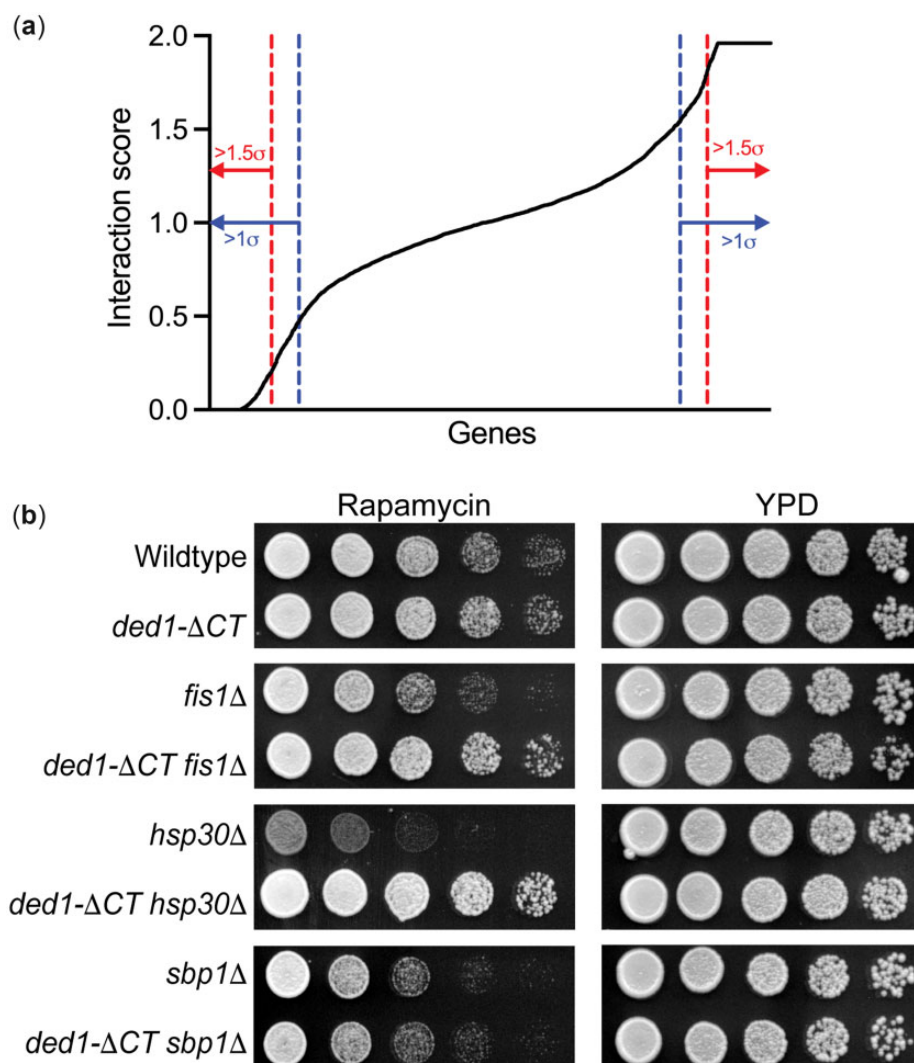 (a)
2.0
1.5
1.0
0.5
0.0
Interaction score
>1.5σ
>1σ
>1.5σ
>1σ
Genes
(b)
Rapamycin YPD
Wildtype
ded1-ΔCT
fis1Δ
ded1-ΔCT fis1Δ
hsp30Δ
ded1-ΔCT hsp30Δ
sbp1Δ
ded1-ΔCT sbp1Δ